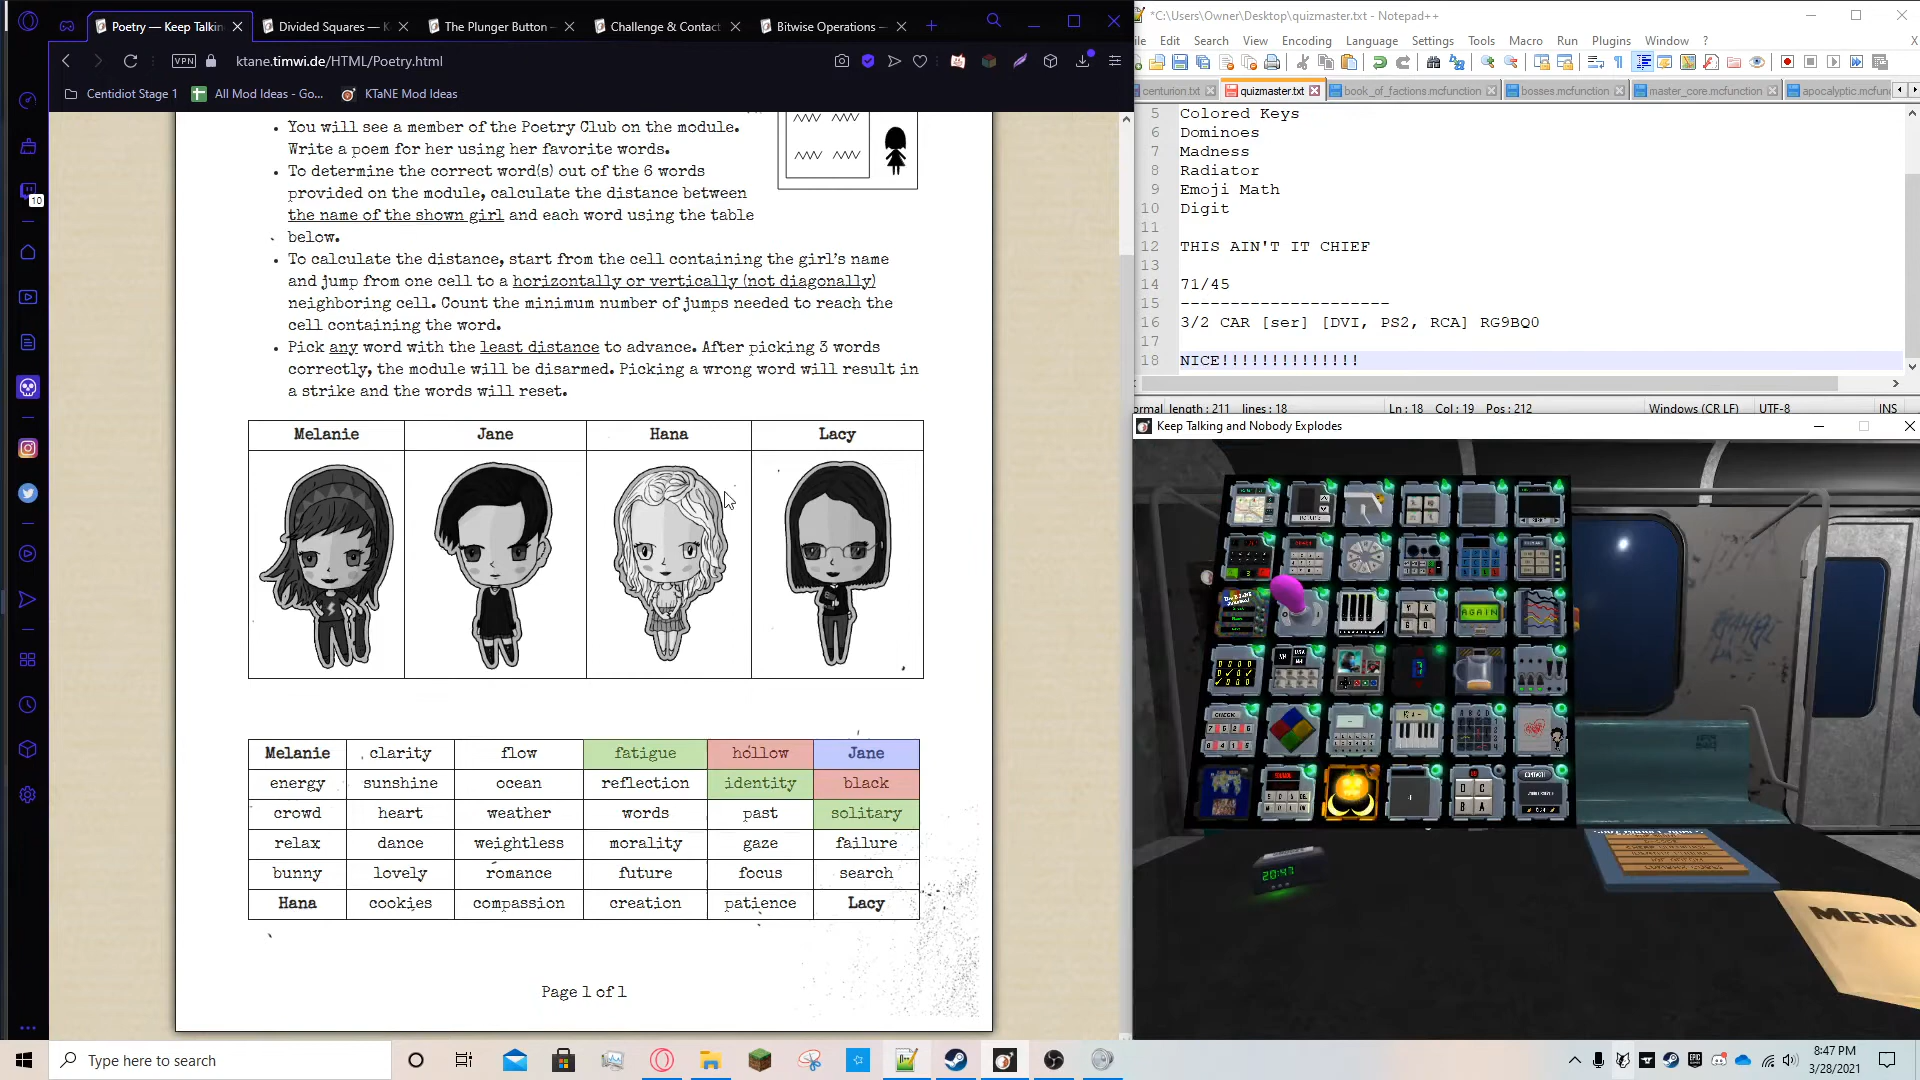 Poetry — Keep Talkin
Divided Squares — K
The Plunger Button —
Challenge & Contact
Bitwise Operations —
VPN
ktane.timwi.de/HTML/Poetry.html
Centidiot Stage 1
All Mod Ideas - Go...
KTaNE Mod Ideas
10
You will see a member of the Poetry Club on the module.
Write a poem for her using her favorite words.
To determine the correct word(s) out of the 6 words
provided on the module, calculate the distance between
the name of the shown girl and each word using the table
below.
To calculate the distance, start from the cell containing the girl's name
and jump from one cell to a horizontally or vertically (not diagonally)
neighboring cell. Count the minimum number of jumps needed to reach the
cell containing the word.
Pick any word with the least distance to advance. After picking 3 words
correctly, the module will be disarmed. Picking a wrong word will result in
a strike and the words will reset.
Melanie Jane Hana Lacy
Melanie clarity flow fatigue hollow Jane
energy sunshine ocean reflection identity black
crowd heart weather words past solitary
relax dance weightless morality gaze failure
bunny lovely romance future focus search
Hana cookies compassion creation patience Lacy
Page 1 of 1
*C:\Users\Owner\Desktop\quizmaster.txt - Notepad++
ile Edit Search View Encoding Language Settings Tools Macro Run Plugins Window ? X
centurion.txt quizmaster.txt book_of_factions.mcfunction bosses.mcfunction master_core.mcfunction apocalyptic.mcfunc
5 Colored Keys
6 Dominoes
7 Madness
8 Radiator
9 Emoji Math
10 Digit
11
12 THIS AIN'T IT CHIEF
13
14 71/45
15 ---------------------
16 3/2 CAR [ser] [DVI, PS2, RCA] RG9BQ0
17
18 NICE!!!!!!!!!!!!!!
ormal length : 211 lines : 18 Ln : 18 Col : 19 Pos : 212 Windows (CR LF) UTF-8 INS
Keep Talking and Nobody Explodes
AGAIN
CHECK
20:47
MENU
Type here to search
8:47 PM
3/28/2021